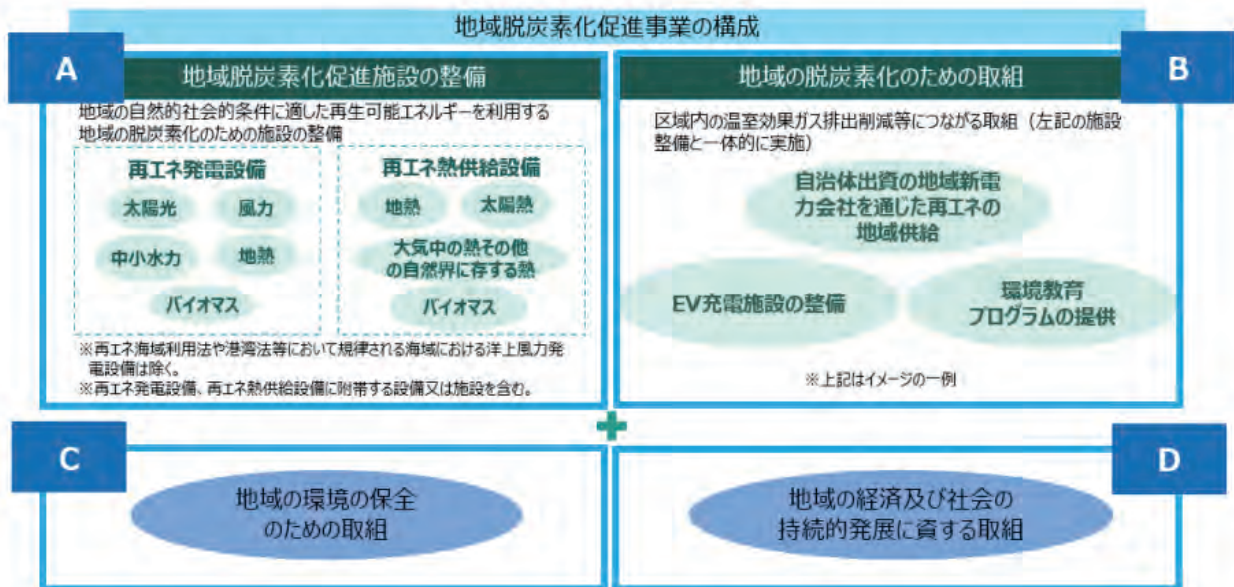 地域脱炭素化促進事業の構成
A
地域脱炭素化促進施設の整備
地域の自然的社会的条件に適した再生可能エネルギーを利用する
地域の脱炭素化のための施設の整備
再エネ発電設備
太陽光
風力
中小水力
地熱
バイオマス
再エネ熱供給設備
地熱
太陽熱
大気中の熱その他
の自然界に存する熱
バイオマス
※再エネ海域利用法や港湾法等において規律される海域における洋上風力発
電設備は除く。
※再エネ発電設備、再エネ熱供給設備に附帯する設備又は施設を含む。
B
地域の脱炭素化のための取組
区域内の温室効果ガス排出削減等につながる取組（左記の施設
整備と一体的に実施）
自治体出資の地域新電
力会社を通じた再エネの
地域供給
EV充電施設の整備
環境教育
プログラムの提供
※上記はイメージの一例
C
地域の環境の保全
のための取組
D
地域の経済及び社会の
持続的発展に資する取組